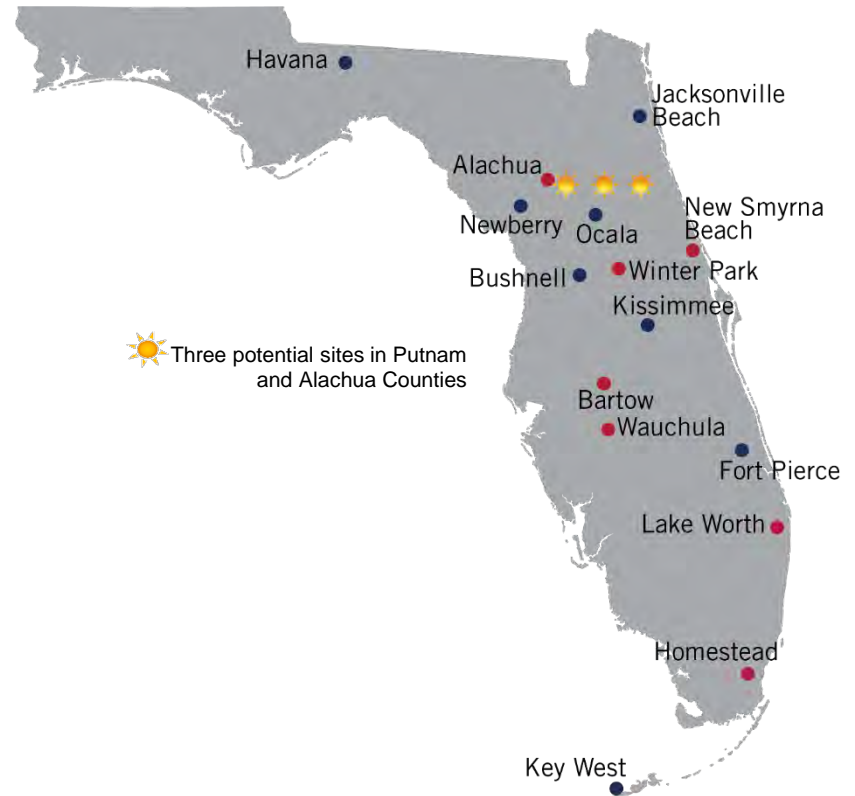 Havana
Jacksonville
Beach
Alachua
New Smyrna
Beach
Newberry
Ocala
Bushnell
Winter Park
Kissimmee
Three potential sites in Putnam
and Alachua Counties
Bartow
Wauchula
Fort Pierce
Lake Worth
Homestead
Key West